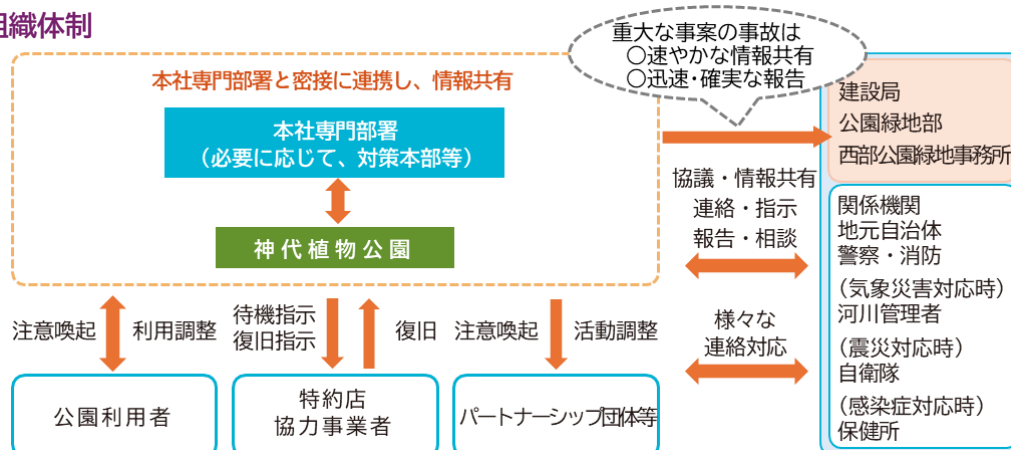 組織体制
重大な事案の事故は
○速やかな情報共有
○迅速・確実な報告
本社専門部署と密接に連携し、情報共有
本社専門部署
（必要に応じて、対策本部等）
神代植物公園
建設局
公園緑地部
西部公園緑地事務所
協議・情報共有
連絡・指示
報告・相談
関係機関
地元自治体
警察・消防
（気象災害対応時）
河川管理者
（震災対応時）
自衛隊
（感染症対応時）
保健所
様々な
連絡対応
注意喚起
利用調整
待機指示
復旧指示
復旧
注意喚起
活動調整
公園利用者
特約店
協力事業者
パートナーシップ団体等